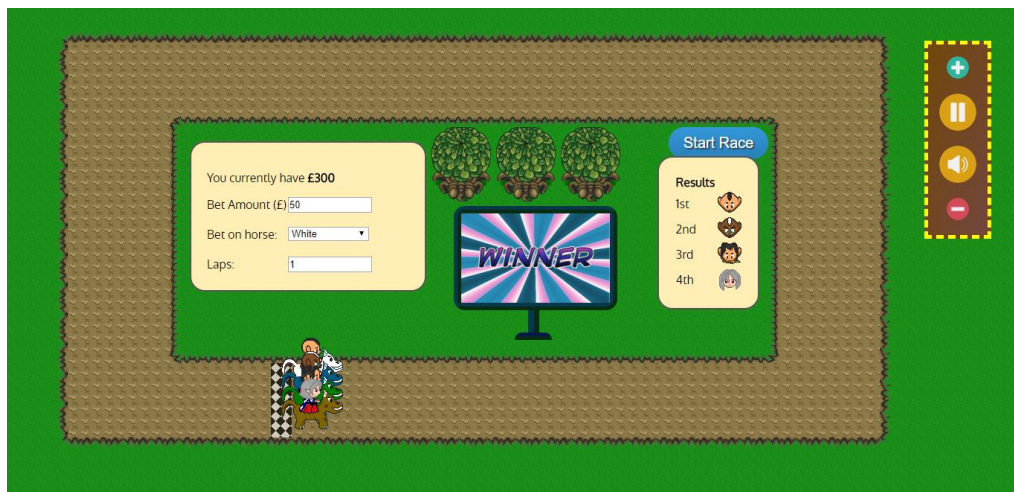 You currently have £300
Bet Amount (£) 50
Bet on horse: White
Laps: 1
WINNER
Start Race
Results
1st
2nd
3rd
4th